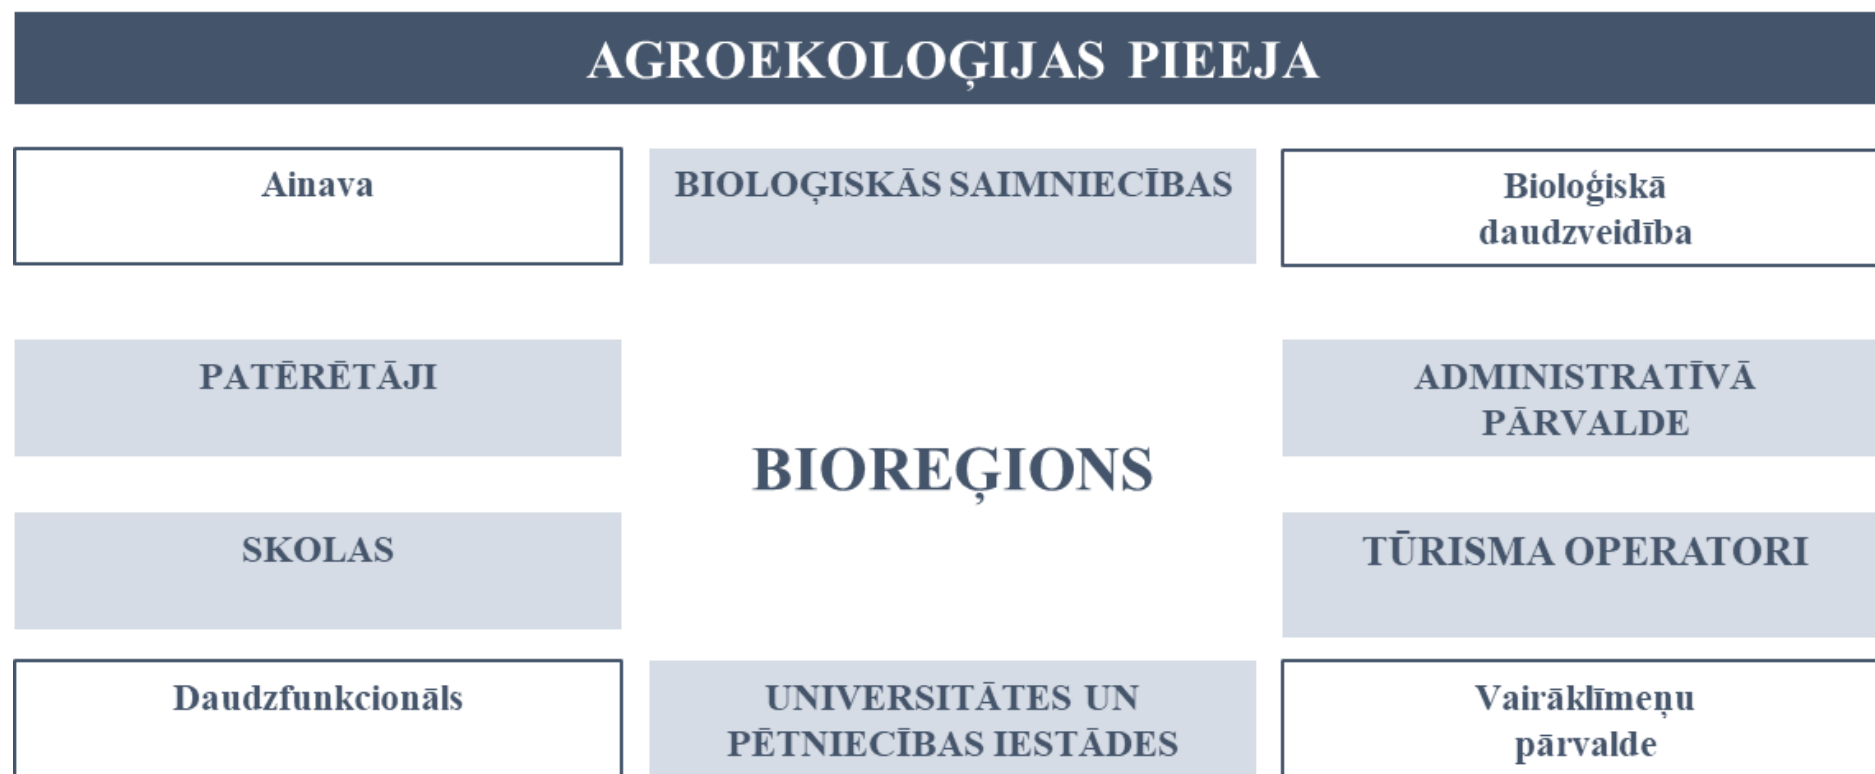 AGROEKOLOĢIJAS PIEEJA
Ainava
BIOLOĢISKĀS SAIMNIECĪBAS
Bioloģiskā
daudzveidība
PATĒRĒTĀJI
ADMINISTRATĪVĀ
PĀRVALDE
BIOREĢIONS
SKOLAS
TŪRISMA OPERATORI
Daudzfunkcionāls
UNIVERSITĀTES UN
PĒTNIECĪBAS IESTĀDES
Vairāklīmeņu
pārvalde